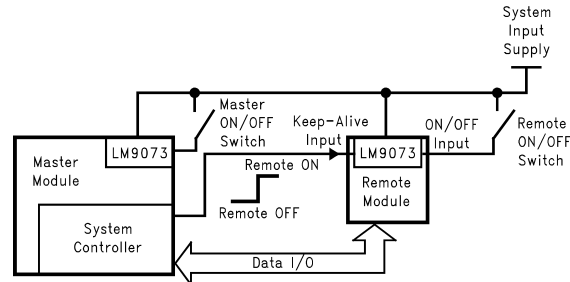 System
Input
Supply
Master
ON/OFF
Switch
Keep-Alive
Input
ON/OFF
Input
Remote
ON/OFF
Switch
LM9073
LM9073
Master
Module
Remote ON
Remote OFF
Remote
Module
System
Controller
Data I/O